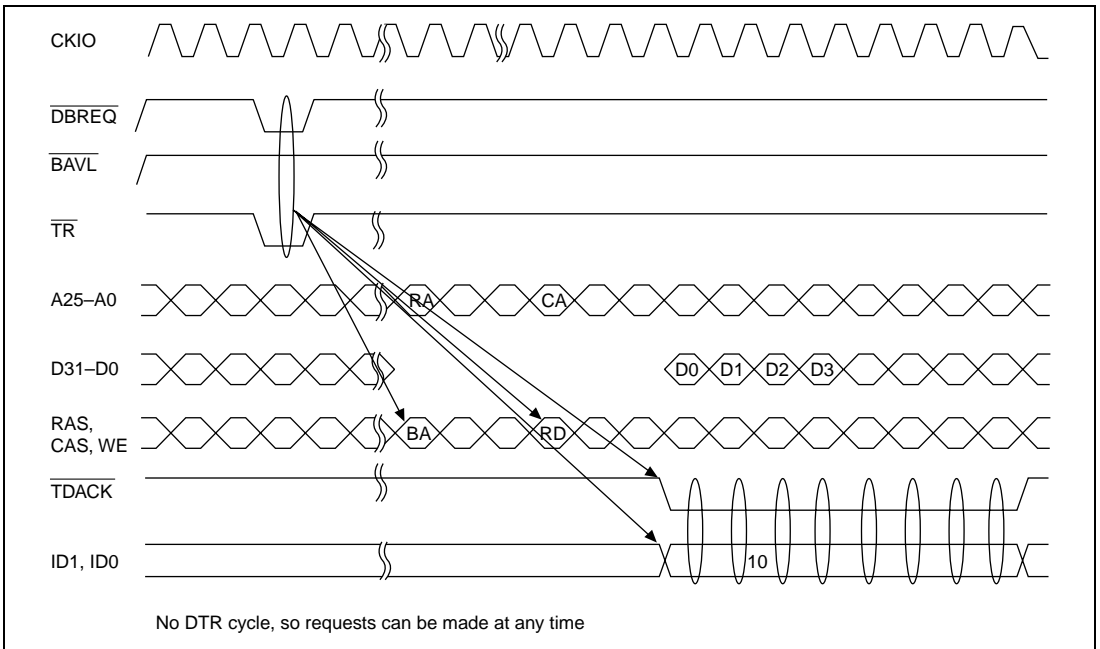 CKIO
DBREQ
BAVL
TR
A25–A0 RA CA
D31–D0 D0 D1 D2 D3
RAS,
CAS, WE BA RD
TDACK
ID1, ID0 10
No DTR cycle, so requests can be made at any time